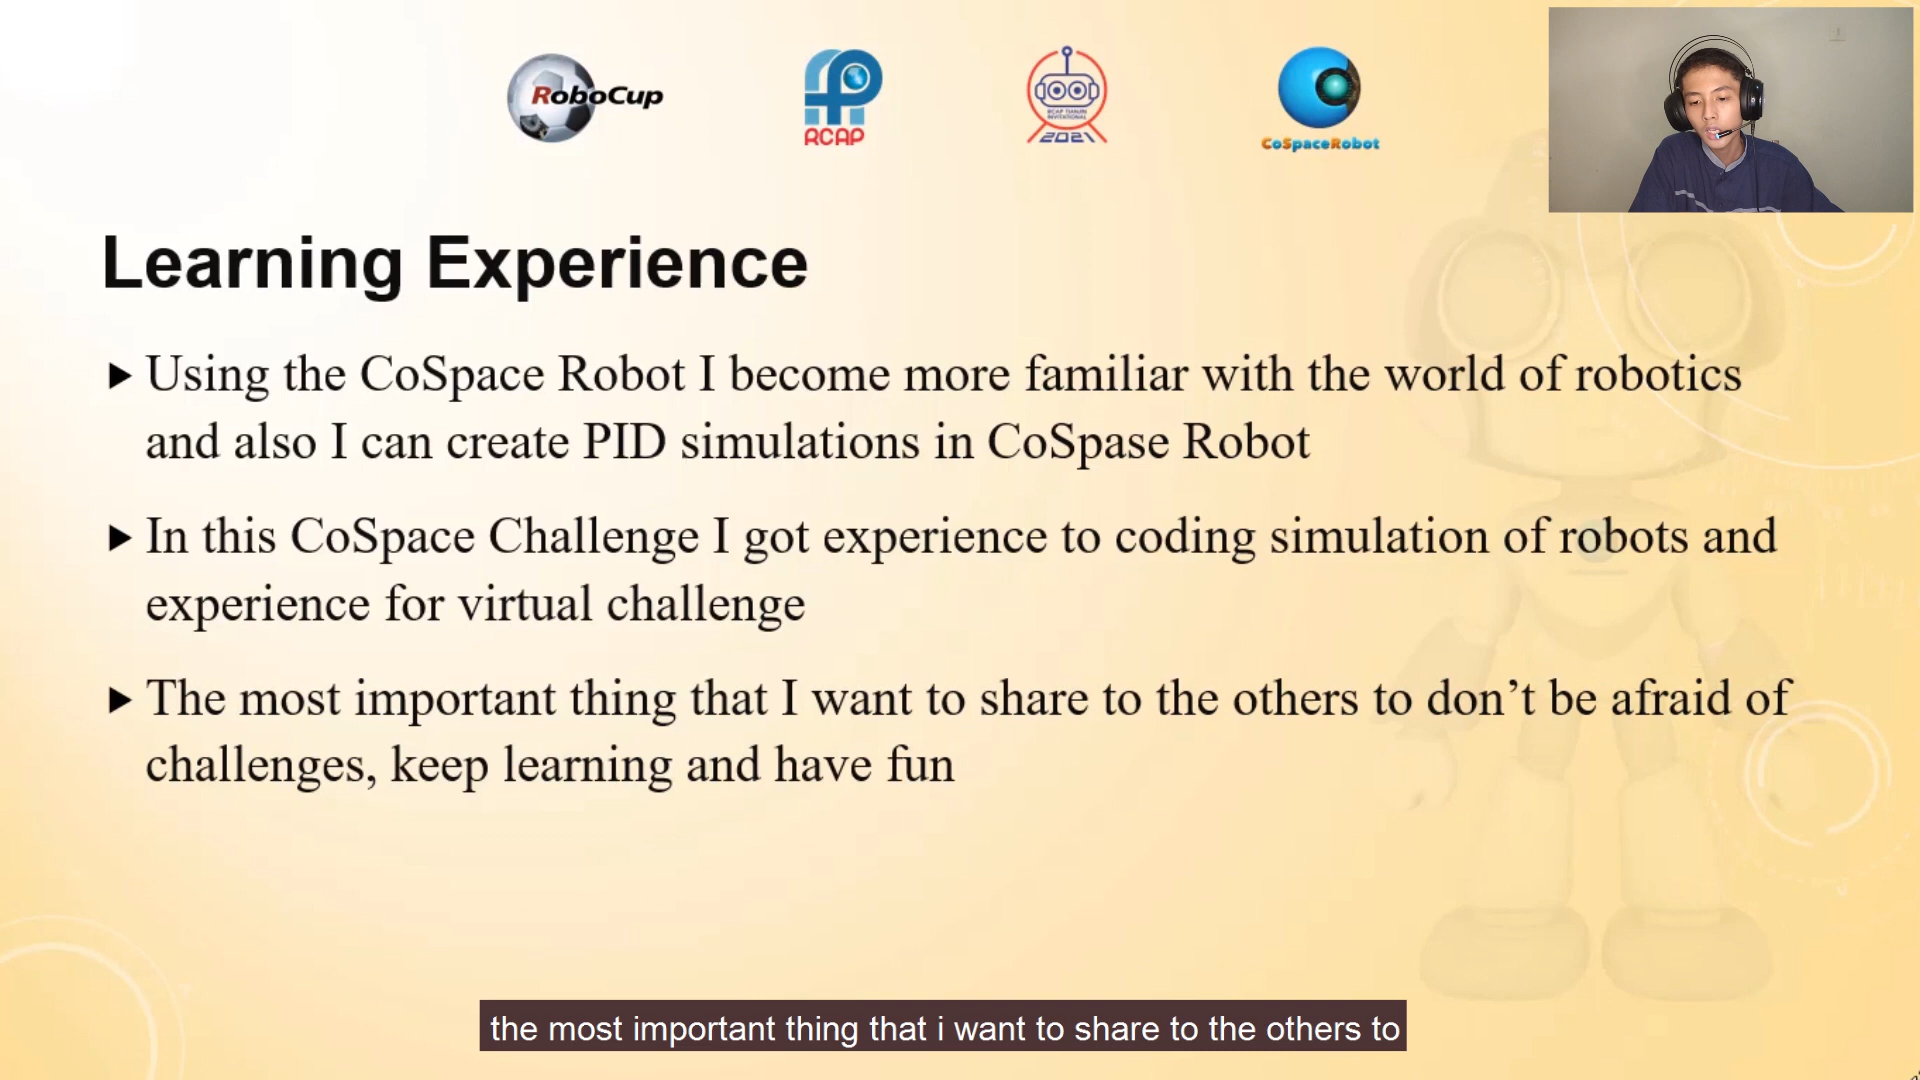 RoboCup
RCAP
RCAP TIANJIN
INVITATIONAL
2021
CoSpaceRobot
Learning Experience
Using the CoSpace Robot I become more familiar with the world of robotics
and also I can create PID simulations in CoSpase Robot
In this CoSpace Challenge I got experience to coding simulation of robots and
experience for virtual challenge
The most important thing that I want to share to the others to don’t be afraid of
challenges, keep learning and have fun
the most important thing that i want to share to the others to